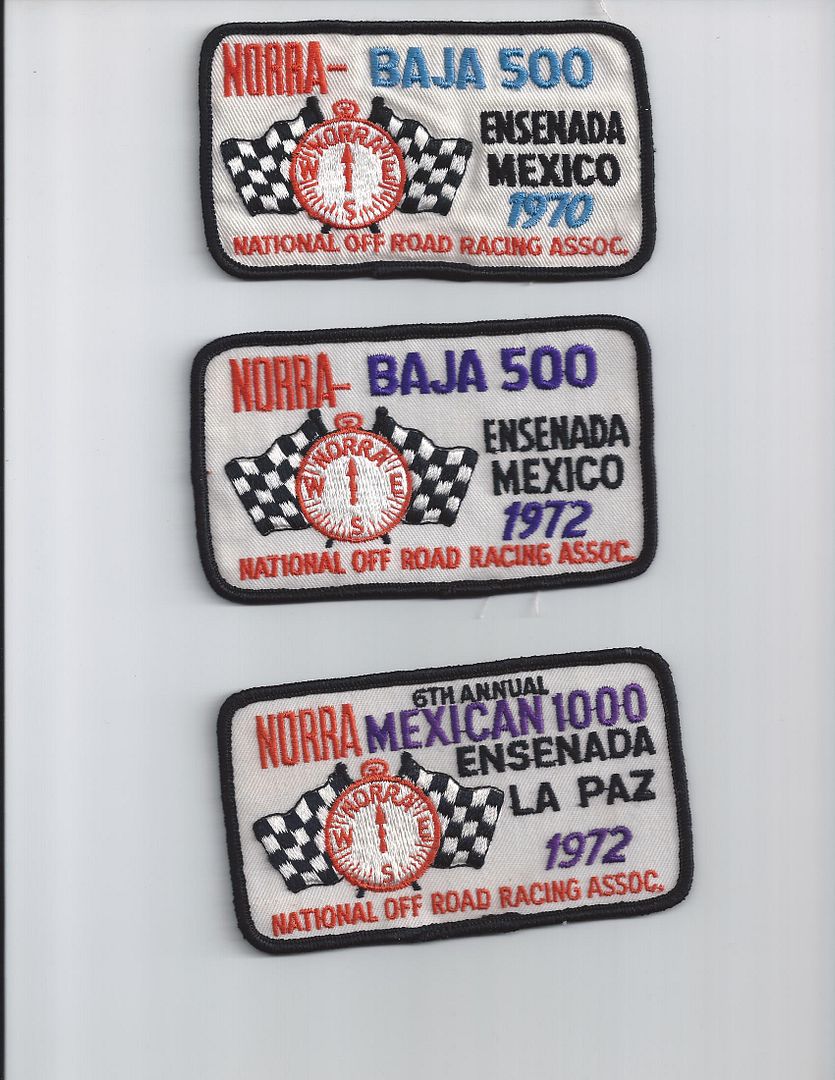 NORRA- BAJA 500
ENSENADA
MEXICO
1970
NORRA
W E
S
NATIONAL OFF ROAD RACING ASSOC.
NORRA- BAJA 500
ENSENADA
MEXICO
1972
NORRA
W E
S
NATIONAL OFF ROAD RACING ASSOC.
6TH ANNUAL
NORRA MEXICAN 1000
ENSENADA
LA PAZ
1972
NORRA
W E
S
NATIONAL OFF ROAD RACING ASSOC.